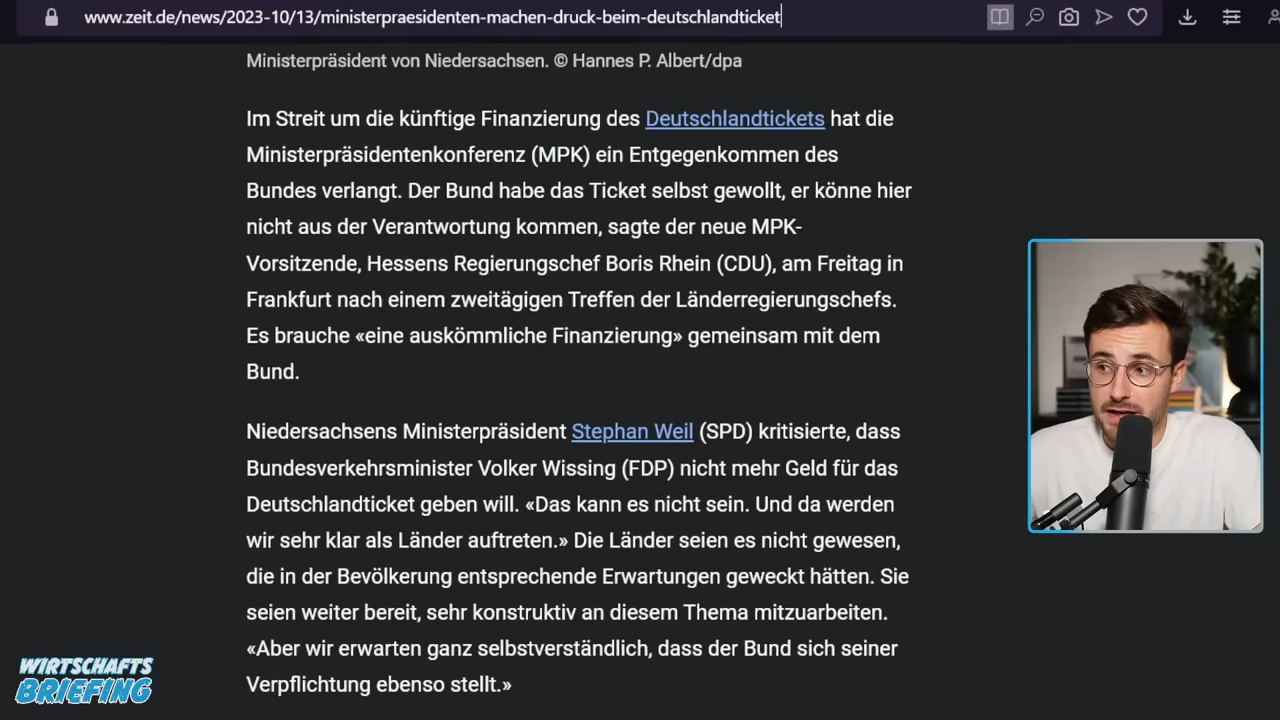 www.zeit.de/news/2023-10/13/ministerpraesidenten-machen-druck-beim-deutschlandticket
Ministerpräsident von Niedersachsen. © Hannes P. Albert/dpa
Im Streit um die künftige Finanzierung des Deutschlandtickets hat die
Ministerpräsidentenkonferenz (MPK) ein Entgegenkommen des
Bundes verlangt. Der Bund habe das Ticket selbst gewollt, er könne hier
nicht aus der Verantwortung kommen, sagte der neue MPK-
Vorsitzende, Hessens Regierungschef Boris Rhein (CDU), am Freitag in
Frankfurt nach einem zweitägigen Treffen der Länderregierungschefs.
Es brauche «eine auskömmliche Finanzierung» gemeinsam mit dem
Bund.
Niedersachsens Ministerpräsident Stephan Weil (SPD) kritisierte, dass
Bundesverkehrsminister Volker Wissing (FDP) nicht mehr Geld für das
Deutschlandticket geben will. «Das kann es nicht sein. Und da werden
wir sehr klar als Länder auftreten.» Die Länder seien es nicht gewesen,
die in der Bevölkerung entsprechende Erwartungen geweckt hätten. Sie
seien weiter bereit, sehr konstruktiv an diesem Thema mitzuarbeiten.
«Aber wir erwarten ganz selbstverständlich, dass der Bund sich seiner
Verpflichtung ebenso stellt.»
WIRTSCHAFTS
BRIEFING